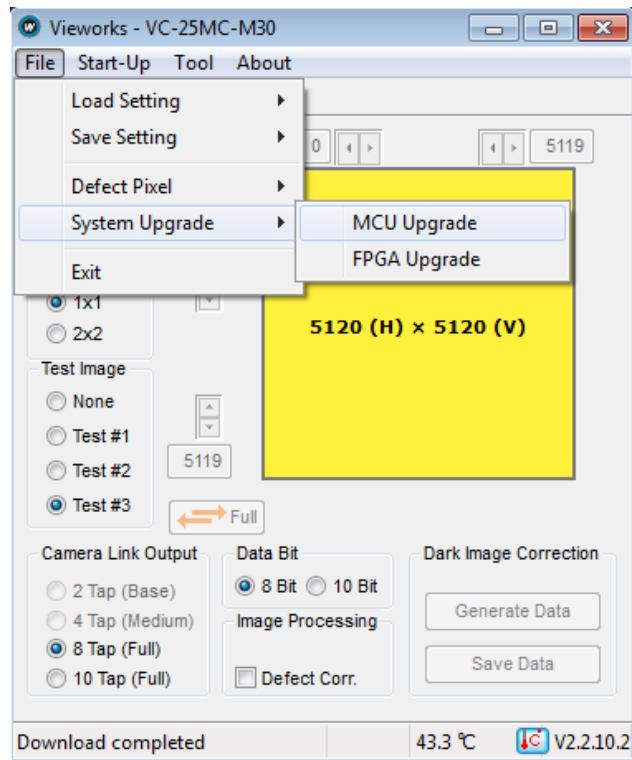 Vieworks - VC-25MC-M30
File Start-Up Tool About
Load Setting
Save Setting
Defect Pixel
System Upgrade
Exit
MCU Upgrade
FPGA Upgrade
0
5119
1x1
2x2
5120 (H) × 5120 (V)
Test Image
None
Test #1
Test #2
Test #3
5119
Full
Camera Link Output
2 Tap (Base)
4 Tap (Medium)
8 Tap (Full)
10 Tap (Full)
Data Bit
8 Bit 10 Bit
Image Processing
Defect Corr.
Dark Image Correction
Generate Data
Save Data
Download completed 43.3 ℃ C V2.2.10.2